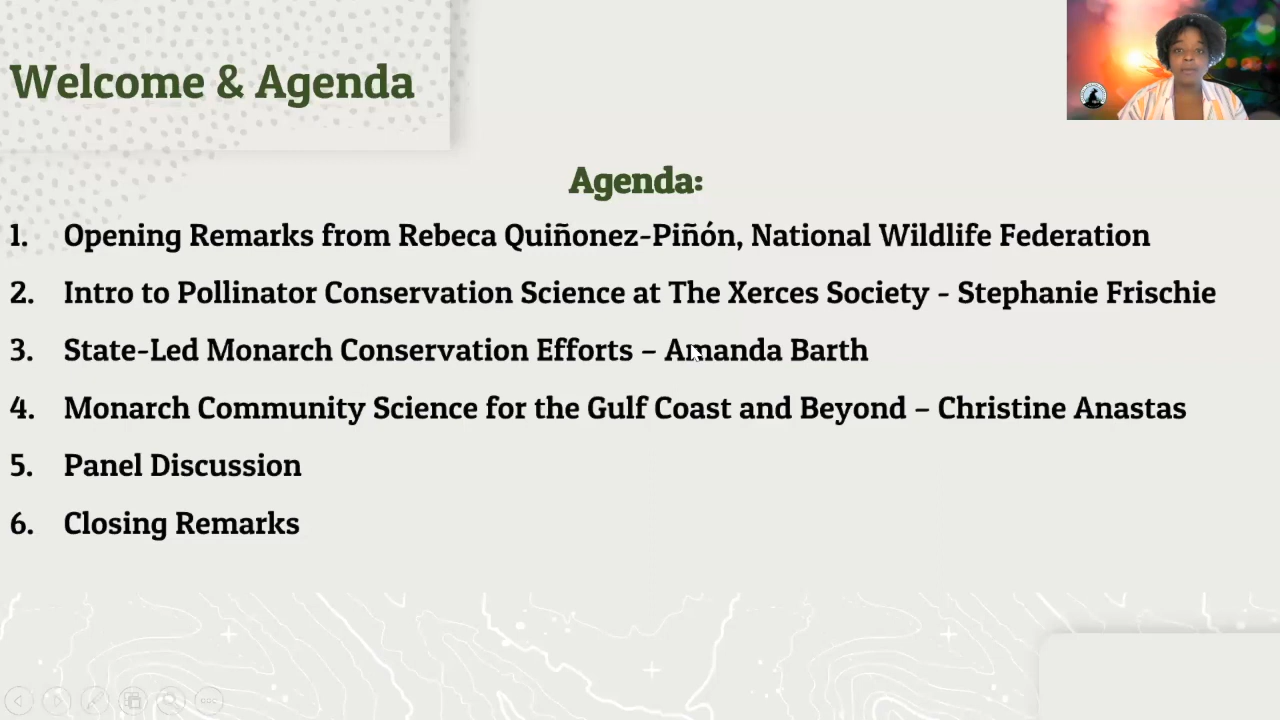 Welcome & Agenda
Agenda:
1. Opening Remarks from Rebeca Quiñonez-Piñón, National Wildlife Federation
2. Intro to Pollinator Conservation Science at The Xerces Society - Stephanie Frischie
3. State-Led Monarch Conservation Efforts – Amanda Barth
4. Monarch Community Science for the Gulf Coast and Beyond – Christine Anastas
5. Panel Discussion
6. Closing Remarks